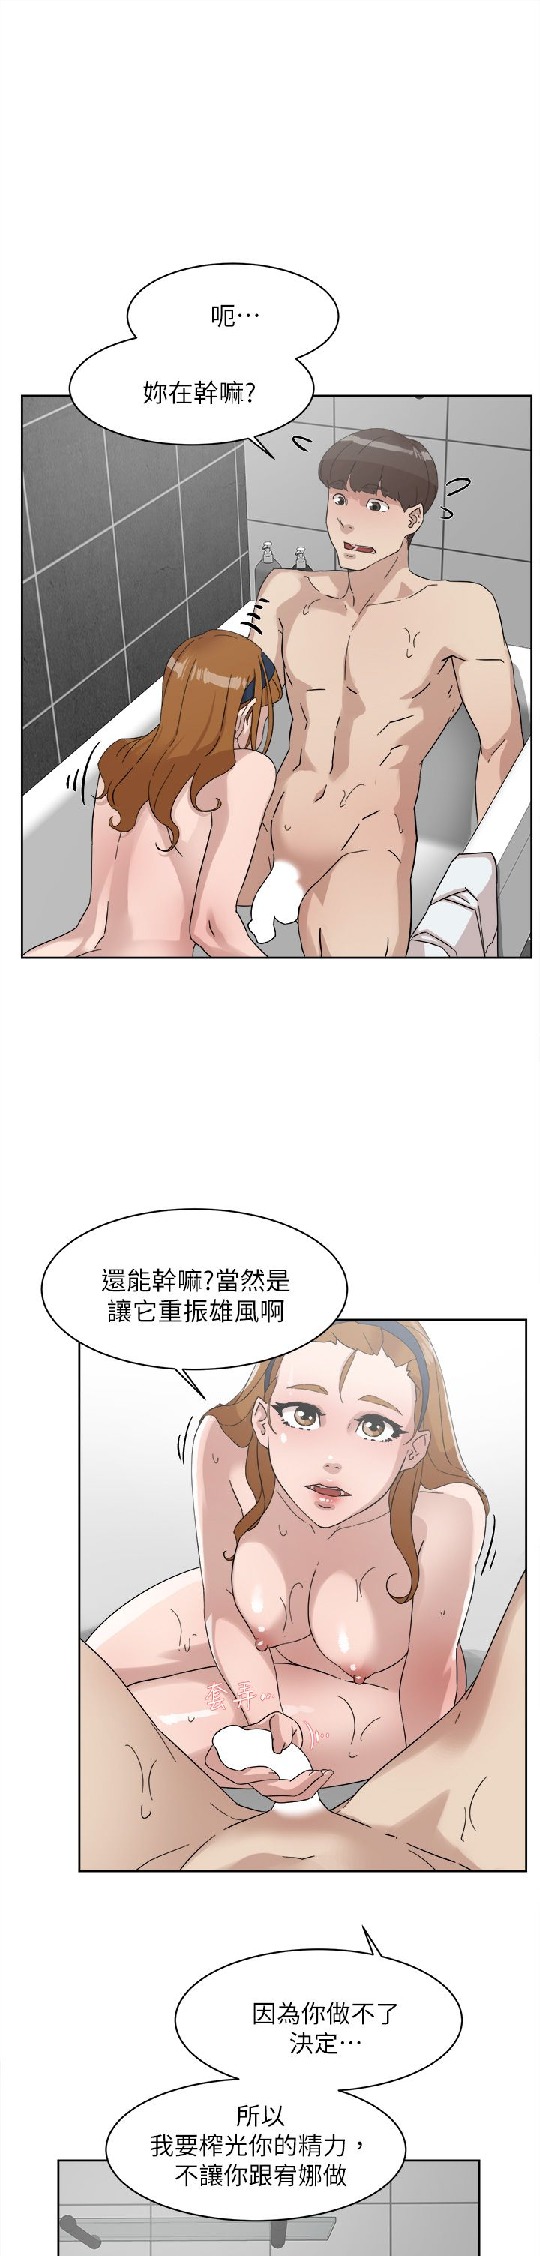 呃…
妳在幹嘛?
還能幹嘛?當然是
讓它重振雄風啊
套弄…
因為你做不了
決定…
所以
我要榨光你的精力，
不讓你跟宥娜做